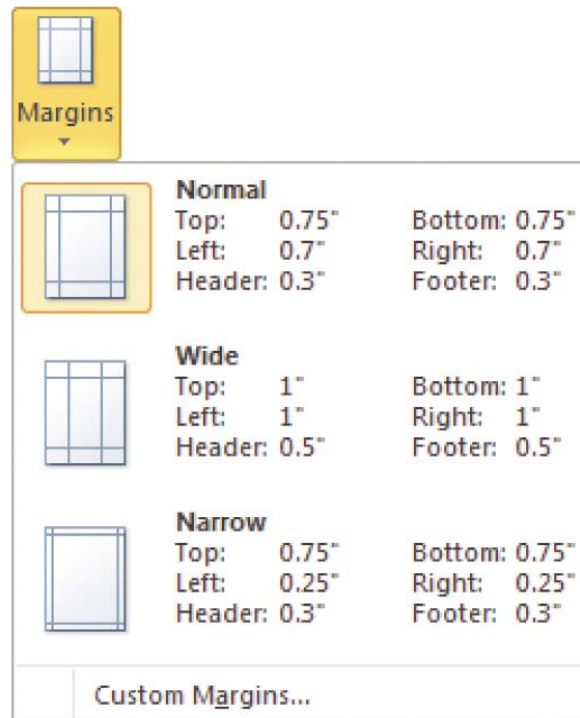 Margins
Normal
Top: 0.75" Bottom: 0.75"
Left: 0.7" Right: 0.7"
Header: 0.3" Footer: 0.3"
Wide
Top: 1" Bottom: 1"
Left: 1" Right: 1"
Header: 0.5" Footer: 0.5"
Narrow
Top: 0.75" Bottom: 0.75"
Left: 0.25" Right: 0.25"
Header: 0.3" Footer: 0.3"
Custom Margins...